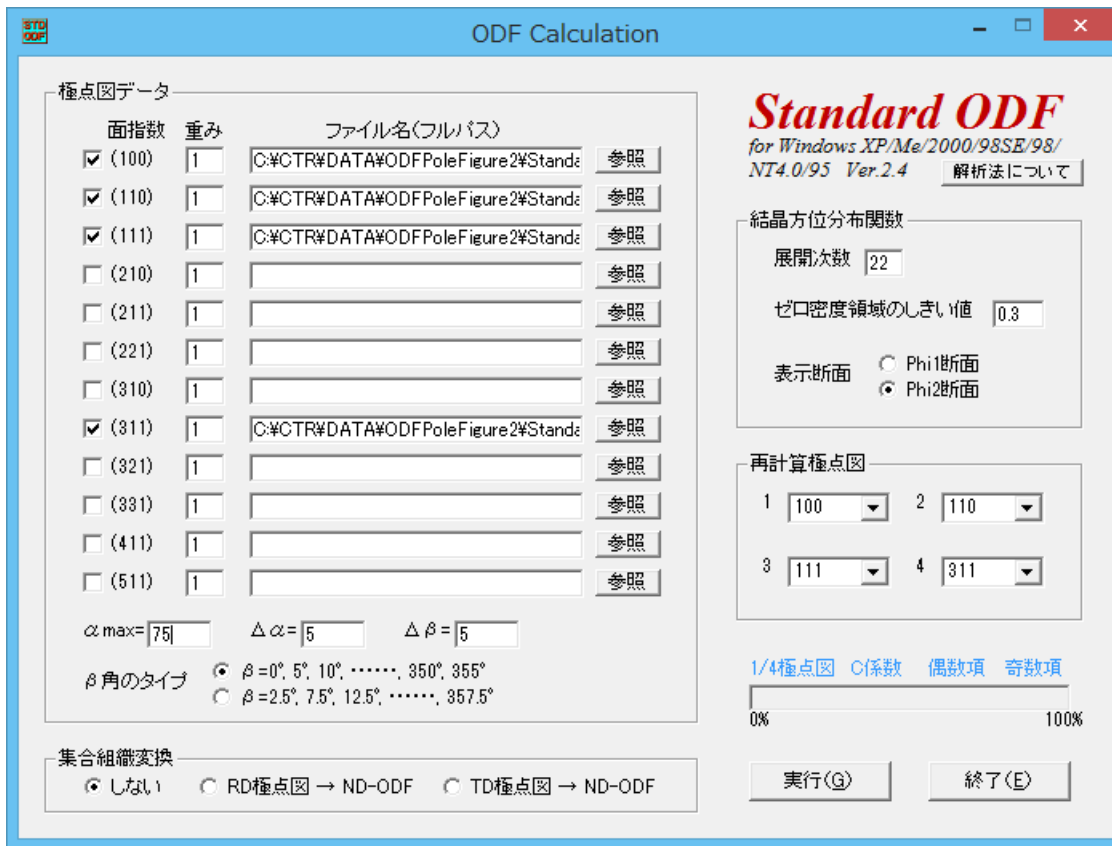 STD
ODF
ODF Calculation
極点図データ
面指数 重み ファイル名(フルパス)
(100) 1 C:¥CTR¥DATA¥ODFPoleFigure2¥Standa 参照
(110) 1 C:¥CTR¥DATA¥ODFPoleFigure2¥Standa 参照
(111) 1 C:¥CTR¥DATA¥ODFPoleFigure2¥Standa 参照
(210) 1 参照
(211) 1 参照
(221) 1 参照
(310) 1 参照
(311) 1 C:¥CTR¥DATA¥ODFPoleFigure2¥Standa 参照
(321) 1 参照
(331) 1 参照
(411) 1 参照
(511) 1 参照
αmax= 75 Δα= 5 Δβ= 5
β角のタイプ
β=0°, 5°, 10°, ‥‥‥, 350°, 355°
β=2.5°, 7.5°, 12.5°, ‥‥‥, 357.5°
集合組織変換
しない RD極点図 → ND-ODF TD極点図 → ND-ODF
Standard ODF
for Windows XP/Me/2000/98SE/98/
NT4.0/95 Ver.2.4 解析法について
結晶方位分布関数
展開次数 22
ゼロ密度領域のしきい値 0.3
表示断面
Phi1断面
Phi2断面
再計算極点図
1 100 2 110
3 111 4 311
1/4極点図 C係数 偶数項 奇数項
0% 100%
実行(G) 終了(E)